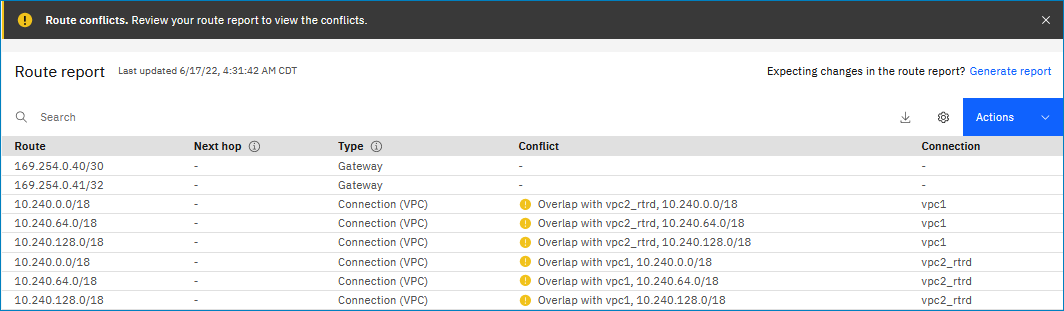 Route conflicts. Review your route report to view the conflicts.
Route report Last updated 6/17/22, 4:31:42 AM CDT Expecting changes in the route report? Generate report
Search Actions
Route Next hop Type Conflict Connection
169.254.0.40/30 - Gateway - -
169.254.0.41/32 - Gateway - -
10.240.0.0/18 - Connection (VPC) Overlap with vpc2_rtrd, 10.240.0.0/18 vpc1
10.240.64.0/18 - Connection (VPC) Overlap with vpc2_rtrd, 10.240.64.0/18 vpc1
10.240.128.0/18 - Connection (VPC) Overlap with vpc2_rtrd, 10.240.128.0/18 vpc1
10.240.0.0/18 - Connection (VPC) Overlap with vpc1, 10.240.0.0/18 vpc2_rtrd
10.240.64.0/18 - Connection (VPC) Overlap with vpc1, 10.240.64.0/18 vpc2_rtrd
10.240.128.0/18 - Connection (VPC) Overlap with vpc1, 10.240.128.0/18 vpc2_rtrd